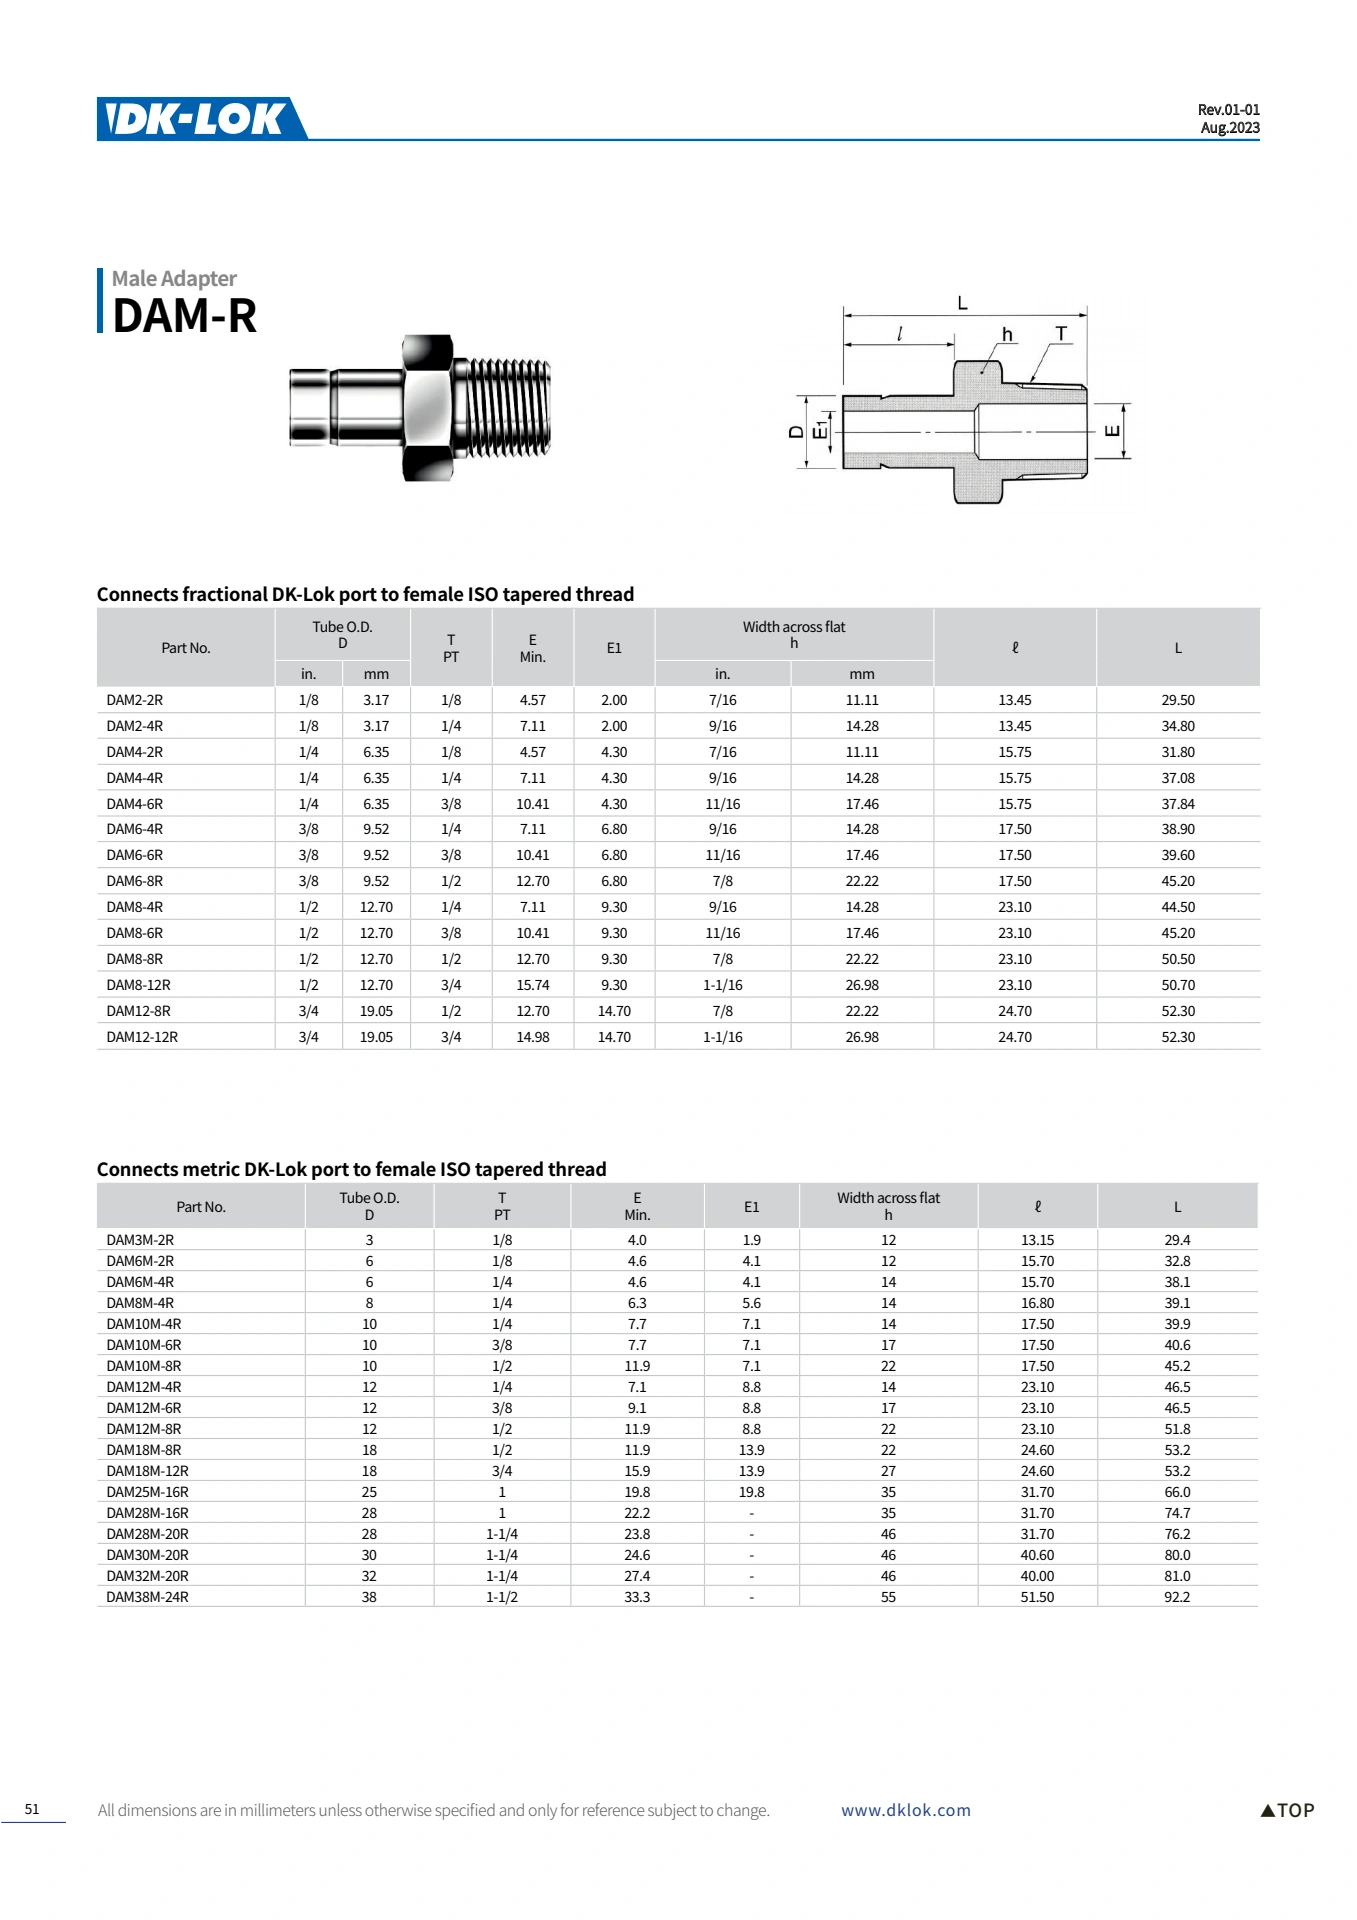 DK-LOK
Rev.01-01
Aug.2023
Male Adapter
DAM-R
L
l h T
D E1 E
Connects fractional DK-Lok port to female ISO tapered thread
Part No. Tube O.D. D T PT E Min. E1 Width across flat h ℓ L
in. mm in. mm
DAM2-2R 1/8 3.17 1/8 4.57 2.00 7/16 11.11 13.45 29.50
DAM2-4R 1/8 3.17 1/4 7.11 2.00 9/16 14.28 13.45 34.80
DAM4-2R 1/4 6.35 1/8 4.57 4.30 7/16 11.11 15.75 31.80
DAM4-4R 1/4 6.35 1/4 7.11 4.30 9/16 14.28 15.75 37.08
DAM4-6R 1/4 6.35 3/8 10.41 4.30 11/16 17.46 15.75 37.84
DAM6-4R 3/8 9.52 1/4 7.11 6.80 9/16 14.28 17.50 38.90
DAM6-6R 3/8 9.52 3/8 10.41 6.80 11/16 17.46 17.50 39.60
DAM6-8R 3/8 9.52 1/2 12.70 6.80 7/8 22.22 17.50 45.20
DAM8-4R 1/2 12.70 1/4 7.11 9.30 9/16 14.28 23.10 44.50
DAM8-6R 1/2 12.70 3/8 10.41 9.30 11/16 17.46 23.10 45.20
DAM8-8R 1/2 12.70 1/2 12.70 9.30 7/8 22.22 23.10 50.50
DAM8-12R 1/2 12.70 3/4 15.74 9.30 1-1/16 26.98 23.10 50.70
DAM12-8R 3/4 19.05 1/2 12.70 14.70 7/8 22.22 24.70 52.30
DAM12-12R 3/4 19.05 3/4 14.98 14.70 1-1/16 26.98 24.70 52.30
Connects metric DK-Lok port to female ISO tapered thread
Part No. Tube O.D. D T PT E Min. E1 Width across flat h ℓ L
DAM3M-2R 3 1/8 4.0 1.9 12 13.15 29.4
DAM6M-2R 6 1/8 4.6 4.1 12 15.70 32.8
DAM6M-4R 6 1/4 4.6 4.1 14 15.70 38.1
DAM8M-4R 8 1/4 6.3 5.6 14 16.80 39.1
DAM10M-4R 10 1/4 7.7 7.1 14 17.50 39.9
DAM10M-6R 10 3/8 7.7 7.1 17 17.50 40.6
DAM10M-8R 10 1/2 11.9 7.1 22 17.50 45.2
DAM12M-4R 12 1/4 7.1 8.8 14 23.10 46.5
DAM12M-6R 12 3/8 9.1 8.8 17 23.10 46.5
DAM12M-8R 12 1/2 11.9 8.8 22 23.10 51.8
DAM18M-8R 18 1/2 11.9 13.9 22 24.60 53.2
DAM18M-12R 18 3/4 15.9 13.9 27 24.60 53.2
DAM25M-16R 25 1 19.8 19.8 35 31.70 66.0
DAM28M-16R 28 1 22.2 - 35 31.70 74.7
DAM28M-20R 28 1-1/4 23.8 - 46 31.70 76.2
DAM30M-20R 30 1-1/4 24.6 - 46 40.60 80.0
DAM32M-20R 32 1-1/4 27.4 - 46 40.00 81.0
DAM38M-24R 38 1-1/2 33.3 - 55 51.50 92.2
51 All dimensions are in millimeters unless otherwise specified and only for reference subject to change. www.dklok.com ▲TOP